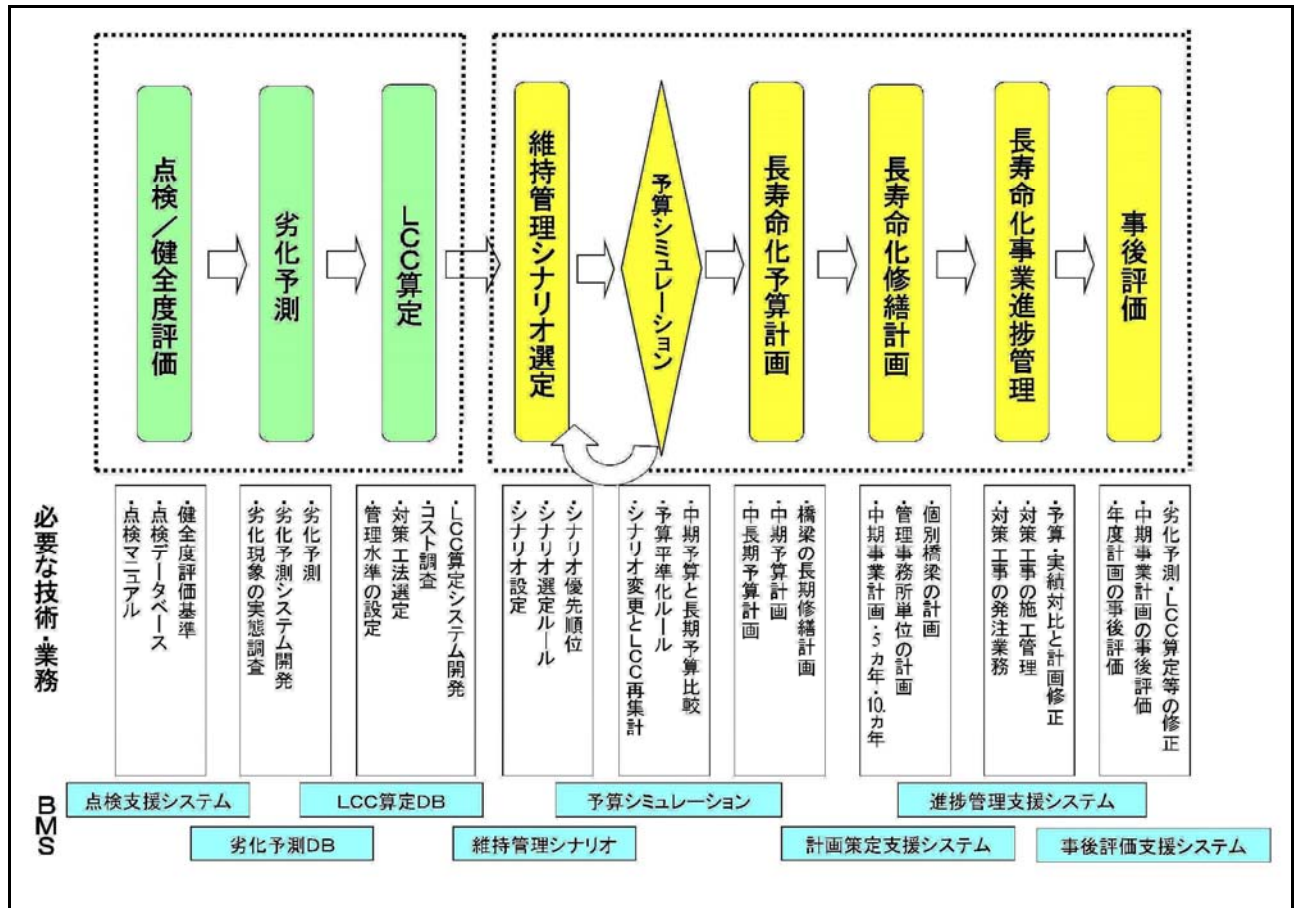 点検／健全度評価
劣化予測
LCC算定
維持管理シナリオ選定
予算シミュレーション
長寿命化予算計画
長寿命化修繕計画
長寿命化事業進捗管理
事後評価
必要な技術・業務
・健全度評価基準
・点検データベース
・点検マニュアル
・劣化予測
・劣化予測システム開発
・劣化現象の実態調査
・LCC算定システム開発
・コスト調査
・対策工法選定
・管理水準の設定
・シナリオ優先順位
・シナリオ選定ルール
・シナリオ設定
・中期予算と長期予算比較
・予算平準化ルール
・シナリオ変更とLCC再集計
・橋梁の長期修繕計画
・中期予算計画
・中長期予算計画
・個別橋梁の計画
・管理事務所単位の計画
・中期事業計画・5カ年・10.カ年
・予算・実績対比と計画修正
・対策工事の施工管理
・対策工事の発注業務
・劣化予測・LCC算定等の修正
・中期事業計画の事後評価
・年度計画の事後評価
BMS
点検支援システム
LCC算定DB
予算シミュレーション
進捗管理支援システム
劣化予測DB
維持管理シナリオ
計画策定支援システム
事後評価支援システム